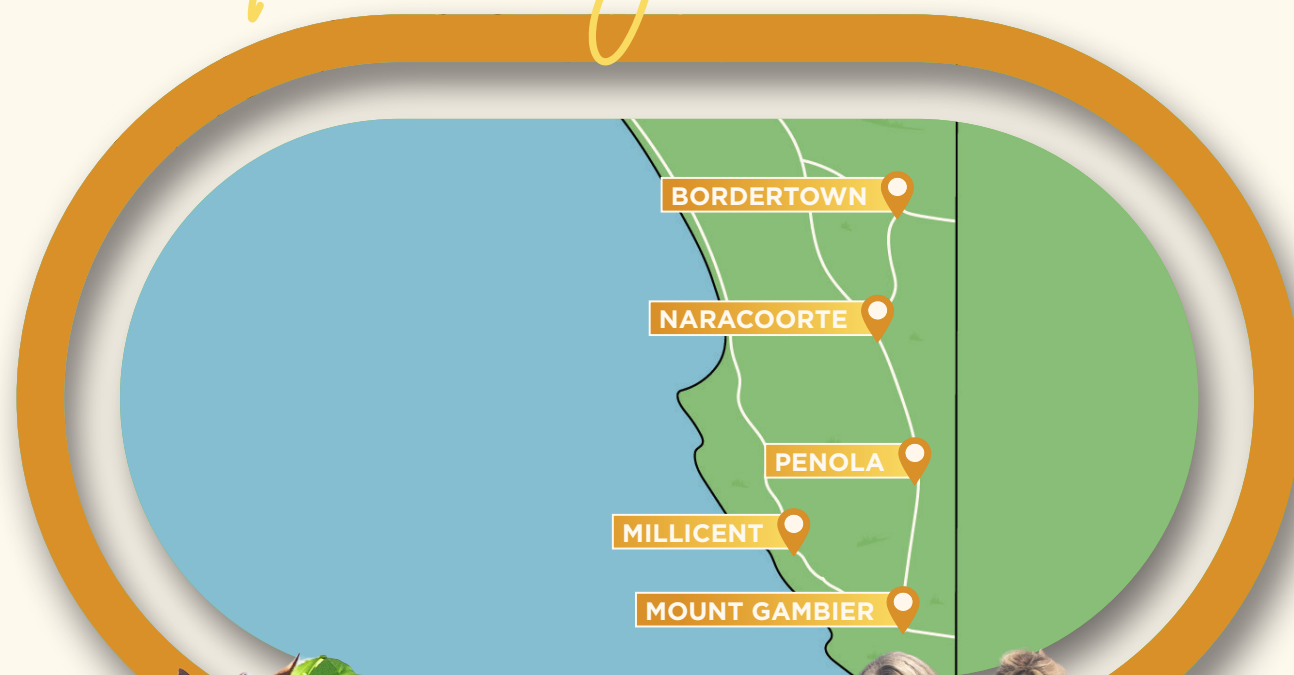 BORDERTOWN
NARACOORTE
PENOLA
MILLICENT
MOUNT GAMBIER